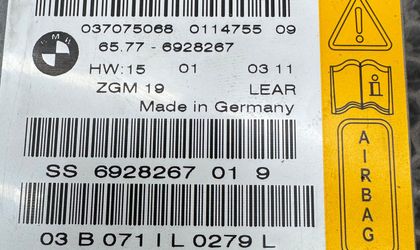 037075068 0114755 09
65.77 - 6928267
BMW
HW:15 01 03 11
ZGM 19 LEAR
Made in Germany
SS 6928267 01 9
03 B 071 I L 0279 L
i
AIRBAG